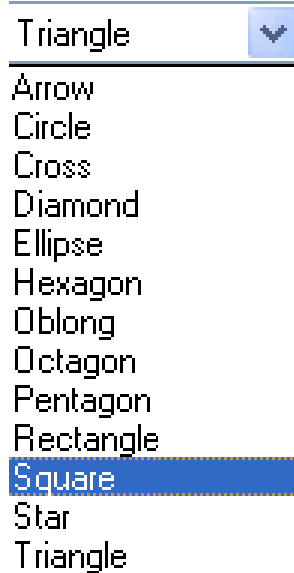 Triangle
Arrow
Circle
Cross
Diamond
Ellipse
Hexagon
Oblong
Octagon
Pentagon
Rectangle
Square
Star
Triangle